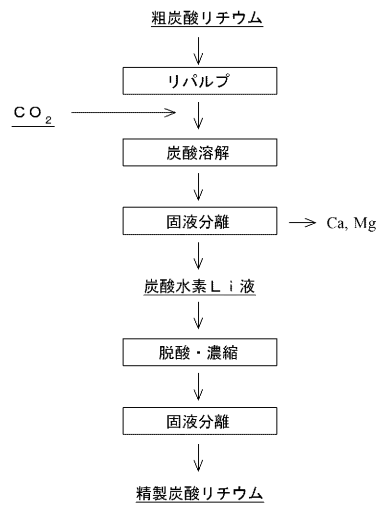 粗炭酸リチウム
リパルプ
ＣＯ₂
炭酸溶解
固液分離
Ca, Mg
炭酸水素Ｌｉ液
脱酸・濃縮
固液分離
精製炭酸リチウム